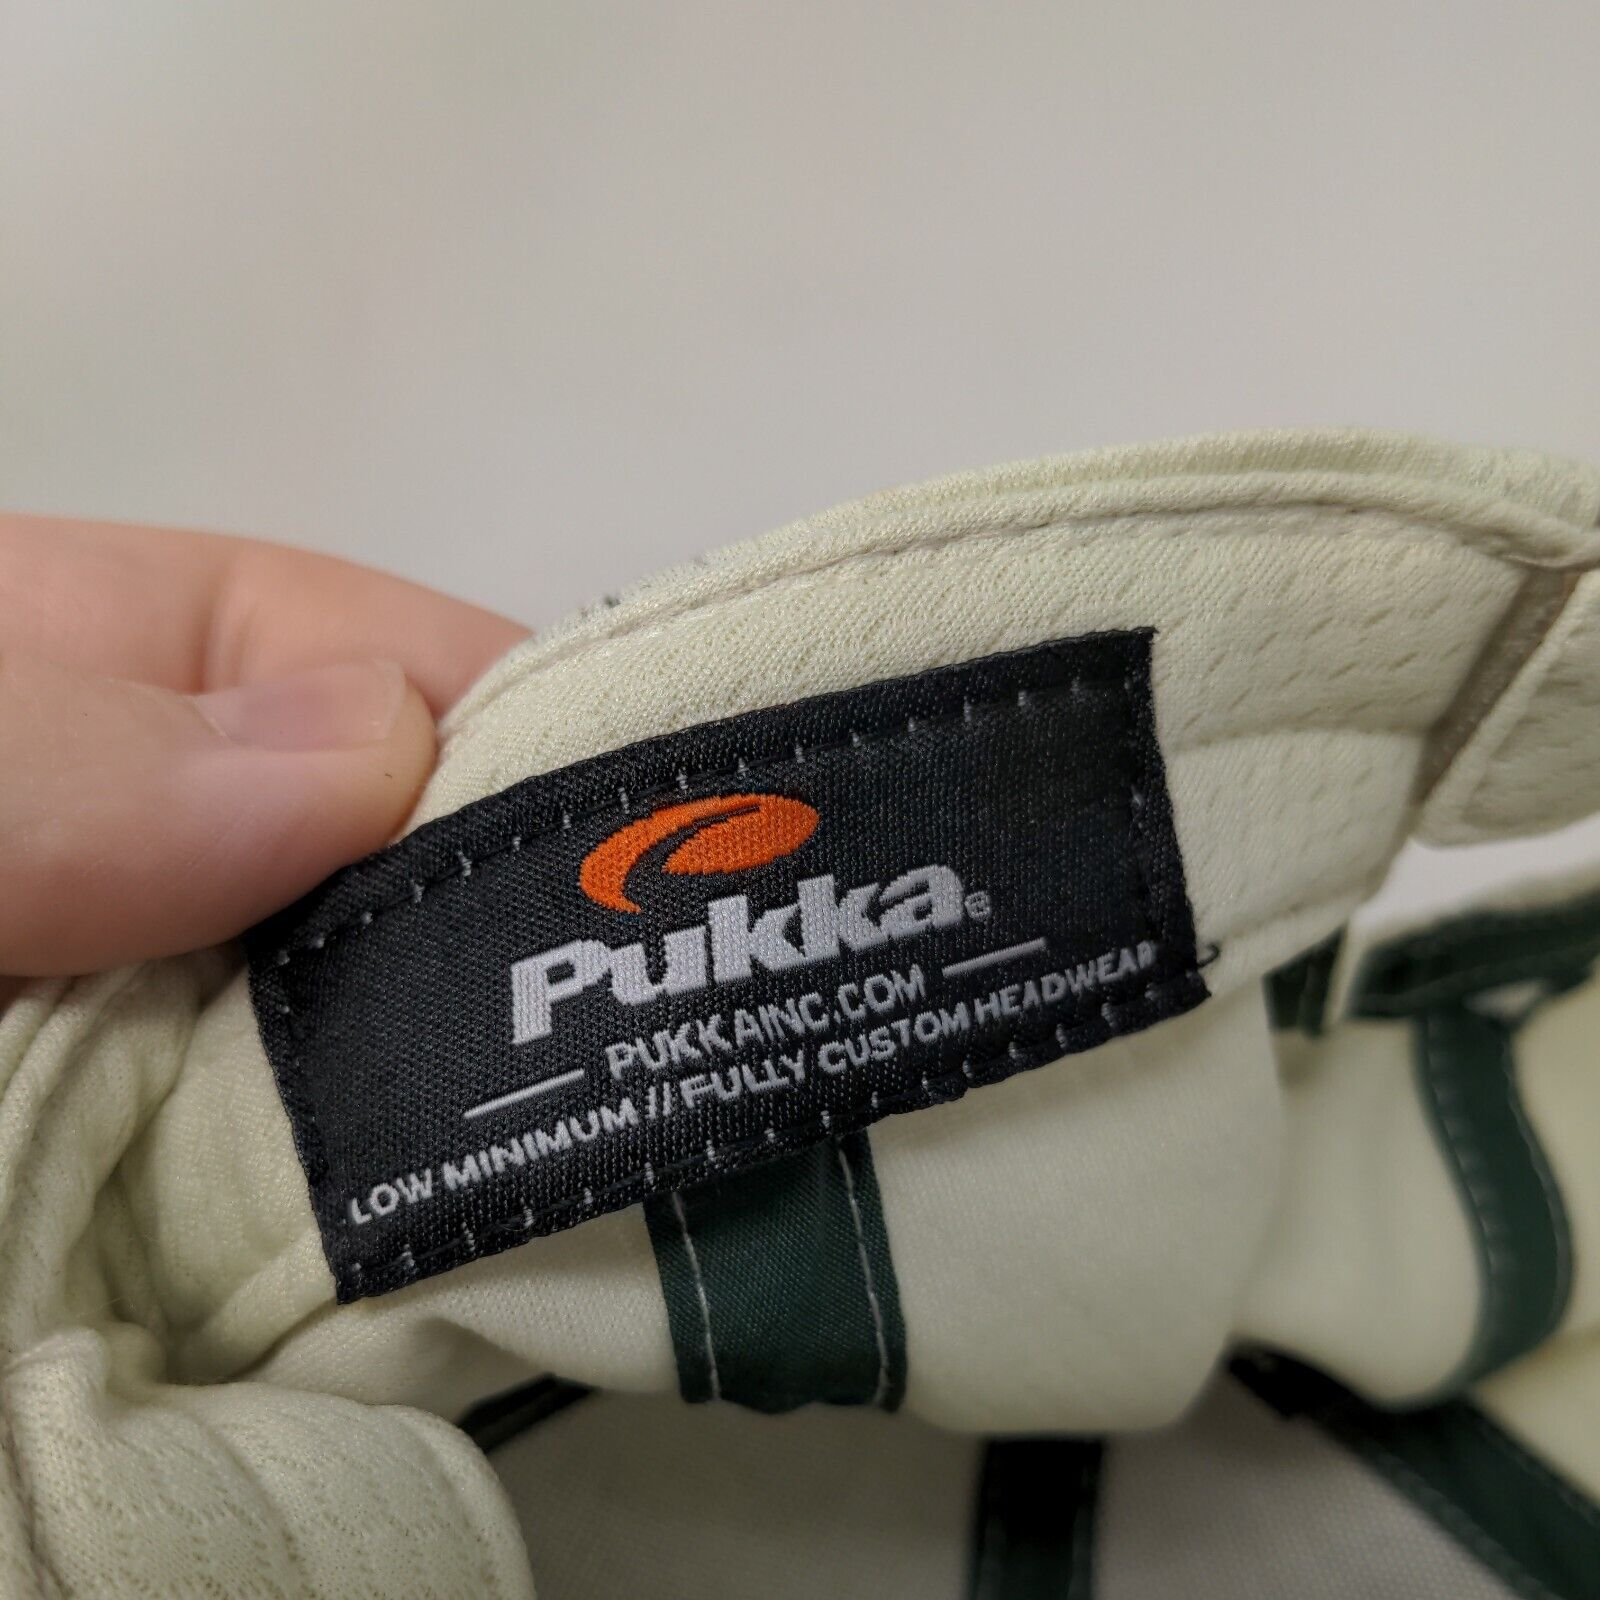 Pukka®
PUKKAINC.COM
LOW MINIMUM // FULLY CUSTOM HEADWEAR